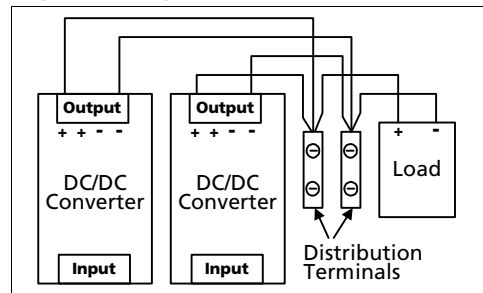 Output
+ + - -
DC/DC
Converter
Input
Output
+ + - -
DC/DC
Converter
Input
+ -
Load
Distribution
Terminals